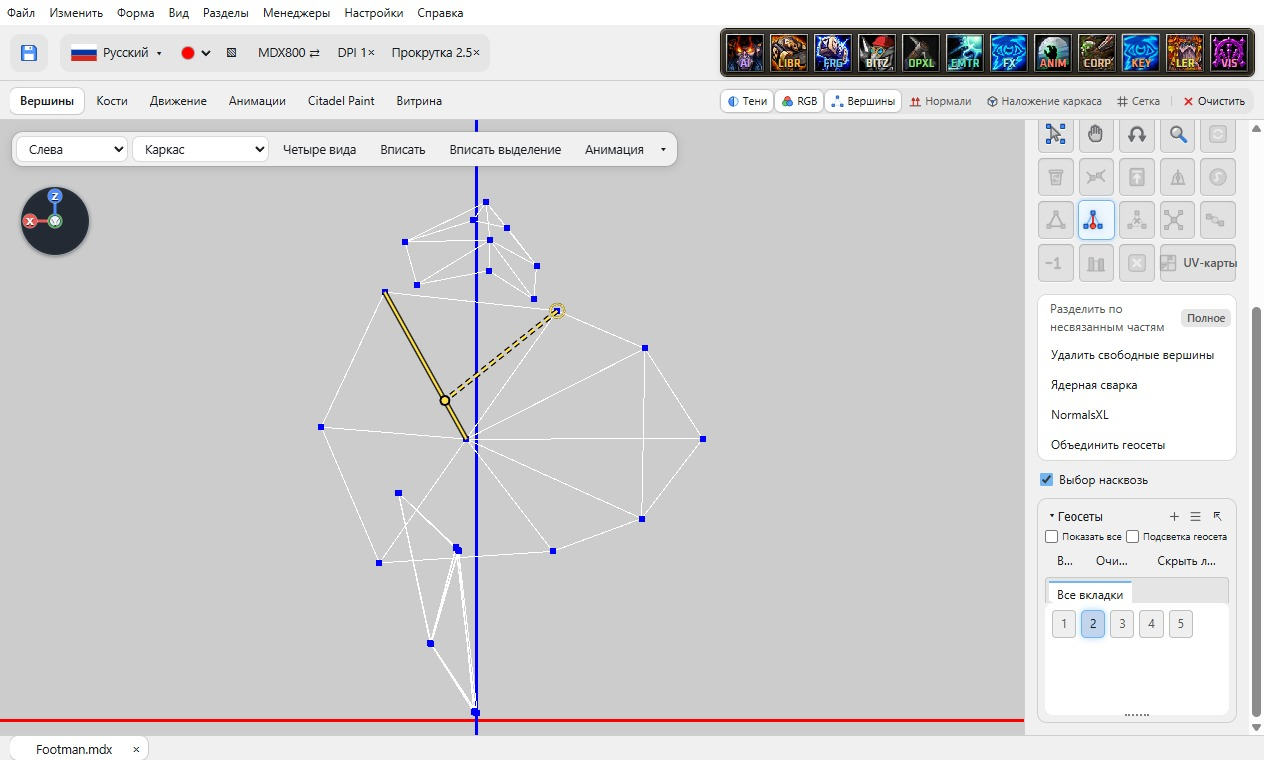 Файл Изменить Форма Вид Разделы Менеджеры Настройки Справка
Русский MDX800 ⇄ DPI 1× Прокрутка 2.5×
AI LIBR FRG BITZ OPXL EMTR FX ANIM CORP KEY LER VIS
Вершины Кости Движение Анимации Citadel Paint Витрина
Тени RGB Вершины Нормали Наложение каркаса Сетка Очистить
Слева Каркас Четыре вида Вписать Вписать выделение Анимация
Z
X Y
-1 UV-карты
Разделить по
несвязанным частям Полное
Удалить свободные вершины
Ядерная сварка
NormalsXL
Объединить геосеты
Выбор насквозь
Геосеты
Показать все Подсветка геосета
В... Очи... Скрыть л...
Все вкладки
1 2 3 4 5
Footman.mdx ×